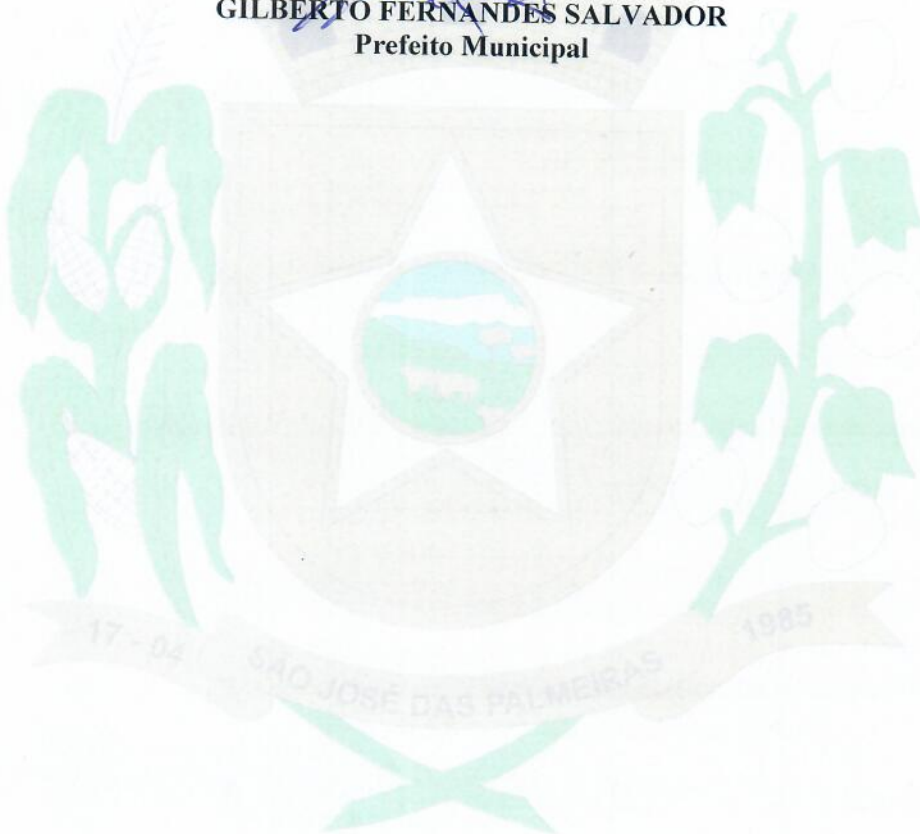 GILBERTO FERNANDES SALVADOR
Prefeito Municipal
17 - 04
SÃO JOSÉ DAS PALMEIRAS
1985